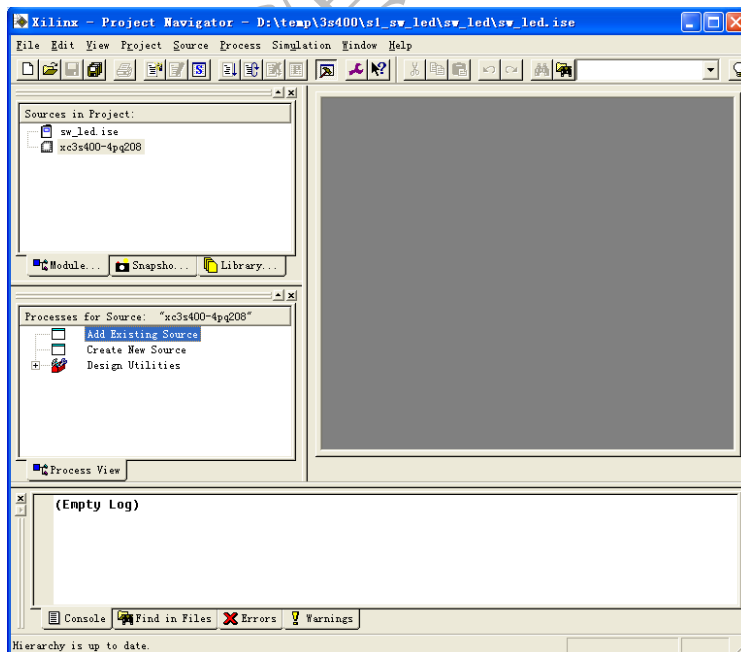 Xilinx - Project Navigator - D:\temp\3s400\s1_sw_led\sw_led\sw_led.ise
File Edit View Project Source Process Simulation Window Help
Sources in Project:
sw_led.ise
xc3s400-4pq208
Module... Snapsho... Library...
Processes for Source: "xc3s400-4pq208"
Add Existing Source
Create New Source
Design Utilities
Process View
(Empty Log)
Console Find in Files Errors Warnings
Hierarchy is up to date.